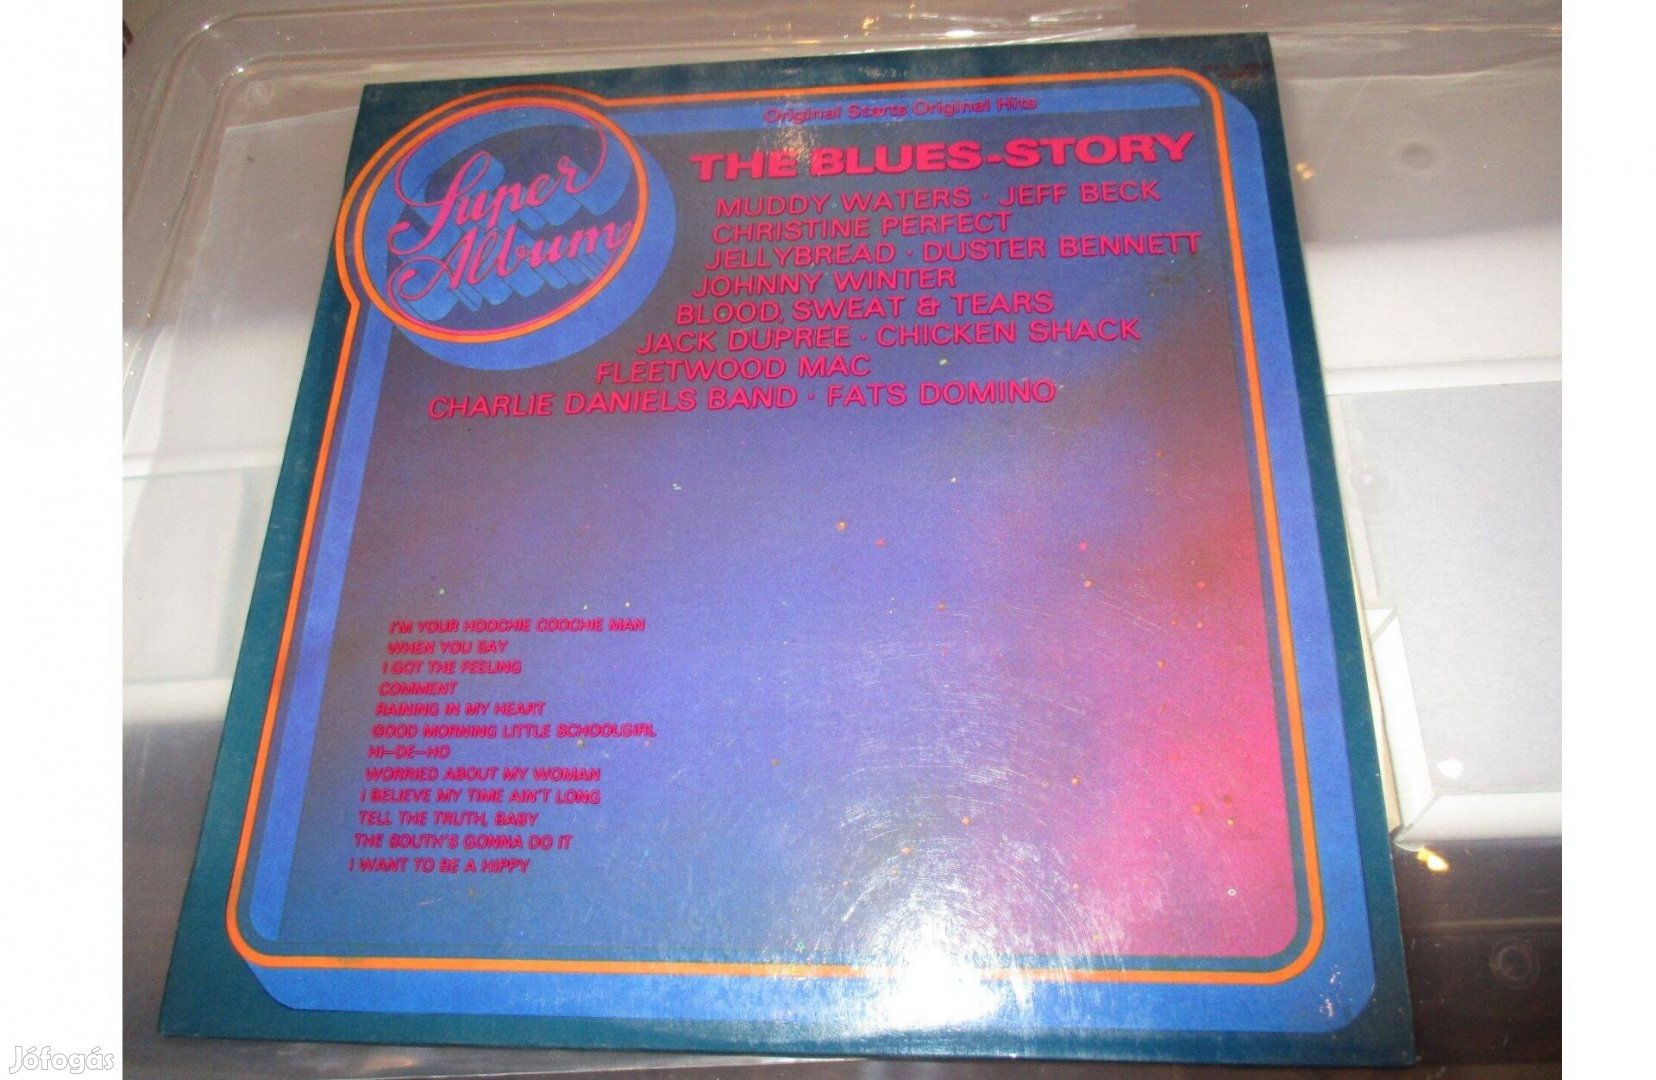 Original Starts Original Hits
Super
Album
THE BLUES-STORY
MUDDY WATERS · JEFF BECK
CHRISTINE PERFECT
JELLYBREAD · DUSTER BENNETT
JOHNNY WINTER
BLOOD, SWEAT & TEARS
JACK DUPREE · CHICKEN SHACK
FLEETWOOD MAC
CHARLIE DANIELS BAND · FATS DOMINO
I'M YOUR HOOCHIE COOCHIE MAN
WHEN YOU SAY
I GOT THE FEELING
COMMENT
RAINING IN MY HEART
GOOD MORNING LITTLE SCHOOLGIRL
HI-DE-HO
WORRIED ABOUT MY WOMAN
I BELIEVE MY TIME AIN'T LONG
TELL THE TRUTH, BABY
THE SOUTH'S GONNA DO IT
I WANT TO BE A HIPPY
Jófogás